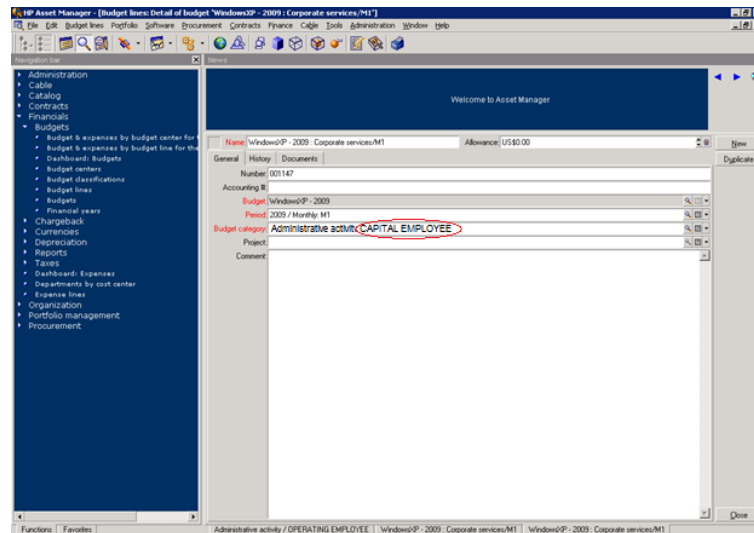 HP Asset Manager - [Budget lines: Detail of budget 'WindowsXP - 2009 : Corporate services/M1']
File Edit Budget lines Portfolio Software Procurement Contracts Finance Cable Tools Administration Window Help
Navigation bar
News
Administration
Cable
Catalog
Contracts
Financials
Budgets
Budget & expenses by budget center for
Budget & expenses by budget line for the
Dashboard: Budgets
Budget centers
Budget classifications
Budget lines
Budgets
Financial years
Chargeback
Currencies
Depreciation
Reports
Taxes
Dashboard: Expenses
Departments by cost center
Expense lines
Organization
Portfolio management
Procurement
Welcome to Asset Manager
Name: WindowsXP - 2009 : Corporate services/M1 Allowance: US$0.00
New
Duplicate
General History Documents
Number: 001147
Accounting #:
Budget: WindowsXP - 2009
Period: 2009 / Monthly: M1
Budget category: Administrative activity CAPITAL EMPLOYEE
Project:
Comment:
Close
Functions Favorites
Administrative activity / OPERATING EMPLOYEE WindowsXP - 2009 : Corporate services/M1 WindowsXP - 2009 : Corporate services/M1